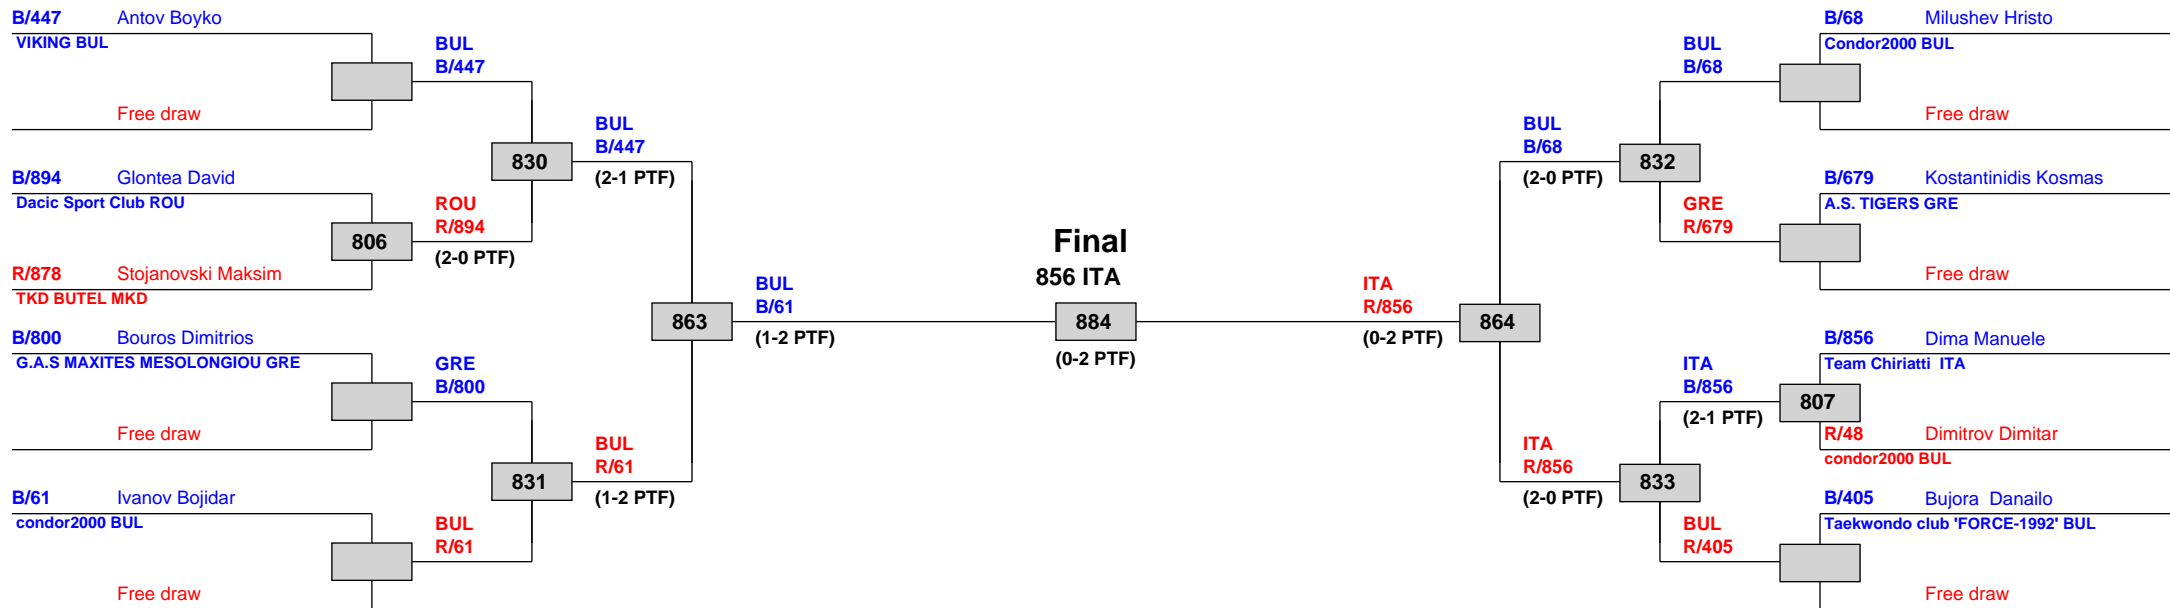 B/447 Antov Boyko
VIKING BUL
Free draw
BUL
B/447
B/894 Glontea David
Dacic Sport Club ROU
806
R/878 Stojanovski Maksim
TKD BUTEL MKD
ROU
R/894
(2-0 PTF)
830
BUL
B/447
(2-1 PTF)
B/800 Bouros Dimitrios
G.A.S MAXITES MESOLONGIOU GRE
Free draw
GRE
B/800
B/61 Ivanov Bojidar
condor2000 BUL
Free draw
BUL
R/61
831
BUL
R/61
(1-2 PTF)
863
BUL
B/61
(1-2 PTF)
Final
856 ITA
884
(0-2 PTF)
ITA
R/856
(0-2 PTF)
864
BUL
B/68
(2-0 PTF)
832
BUL
B/68
B/68 Milushev Hristo
Condor2000 BUL
Free draw
GRE
R/679
B/679 Kostantinidis Kosmas
A.S. TIGERS GRE
Free draw
ITA
R/856
(2-0 PTF)
833
ITA
B/856
(2-1 PTF)
807
B/856 Dima Manuele
Team Chiriatti ITA
R/48 Dimitrov Dimitar
condor2000 BUL
BUL
R/405
B/405 Bujora Danailo
Taekwondo club 'FORCE-1992' BUL
Free draw